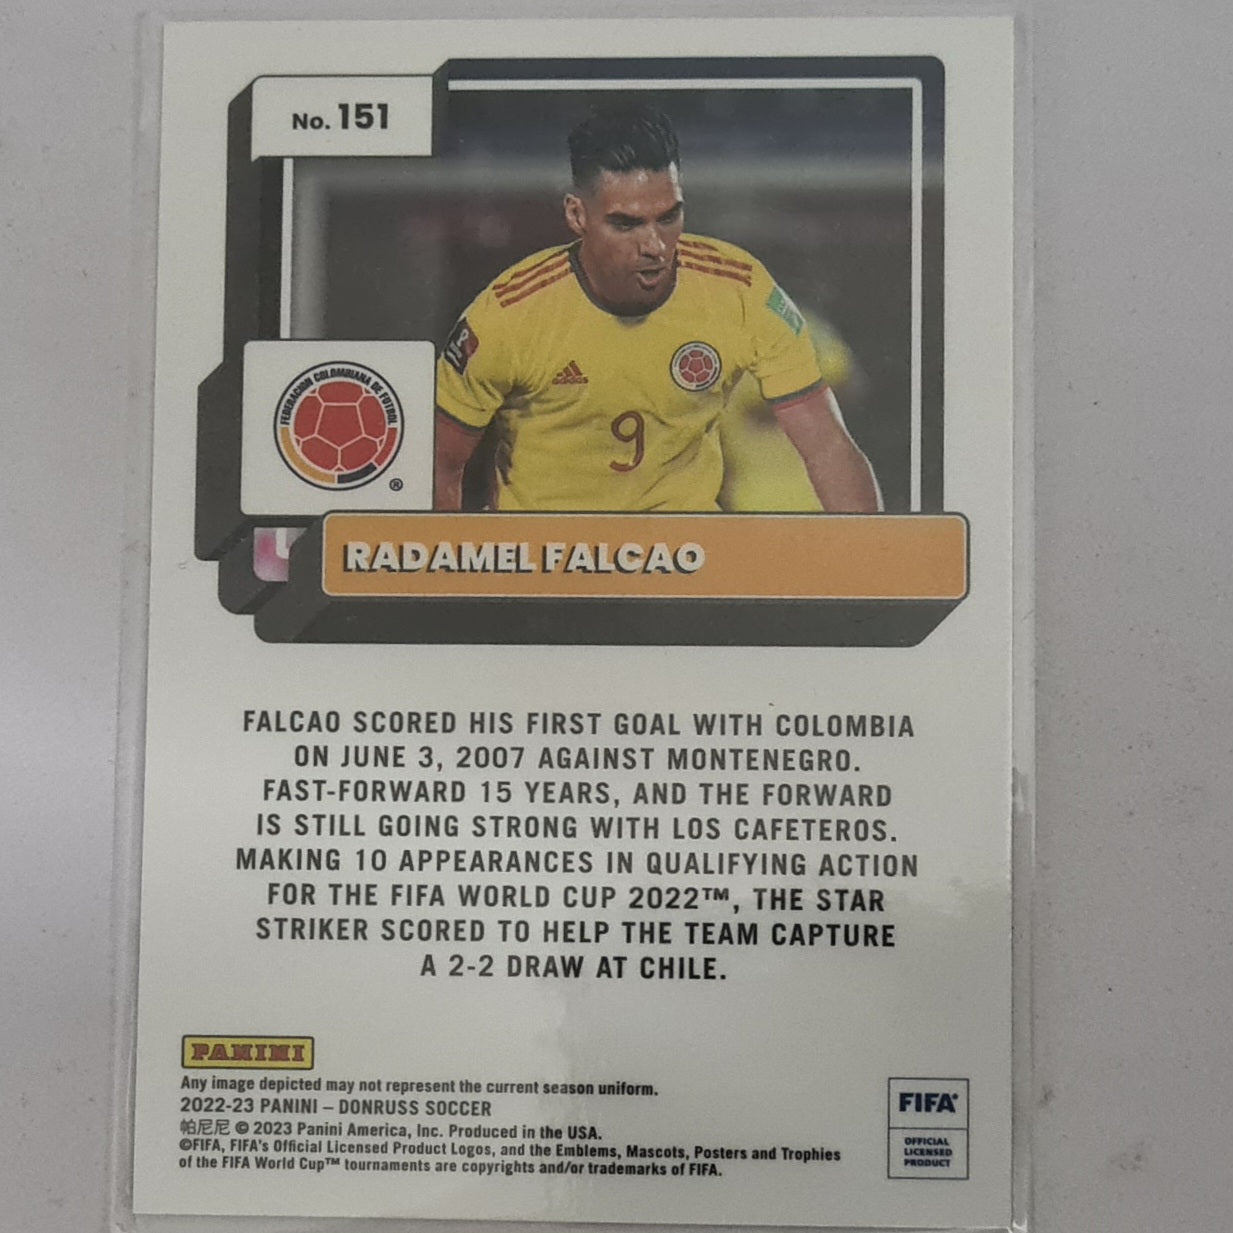 No. 151
FEDERACION COLOMBIANA DE FUTBOL
®
adidas
9
RADAMEL FALCAO
FALCAO SCORED HIS FIRST GOAL WITH COLOMBIA
ON JUNE 3, 2007 AGAINST MONTENEGRO.
FAST-FORWARD 15 YEARS, AND THE FORWARD
IS STILL GOING STRONG WITH LOS CAFETEROS.
MAKING 10 APPEARANCES IN QUALIFYING ACTION
FOR THE FIFA WORLD CUP 2022™, THE STAR
STRIKER SCORED TO HELP THE TEAM CAPTURE
A 2-2 DRAW AT CHILE.
PANINI
Any image depicted may not represent the current season uniform.
2022-23 PANINI – DONRUSS SOCCER
帕尼尼 © 2023 Panini America, Inc. Produced in the USA.
©FIFA, FIFA's Official Licensed Product Logos, and the Emblems, Mascots, Posters and Trophies
of the FIFA World Cup™ tournaments are copyrights and/or trademarks of FIFA.
FIFA
OFFICIAL
LICENSED
PRODUCT